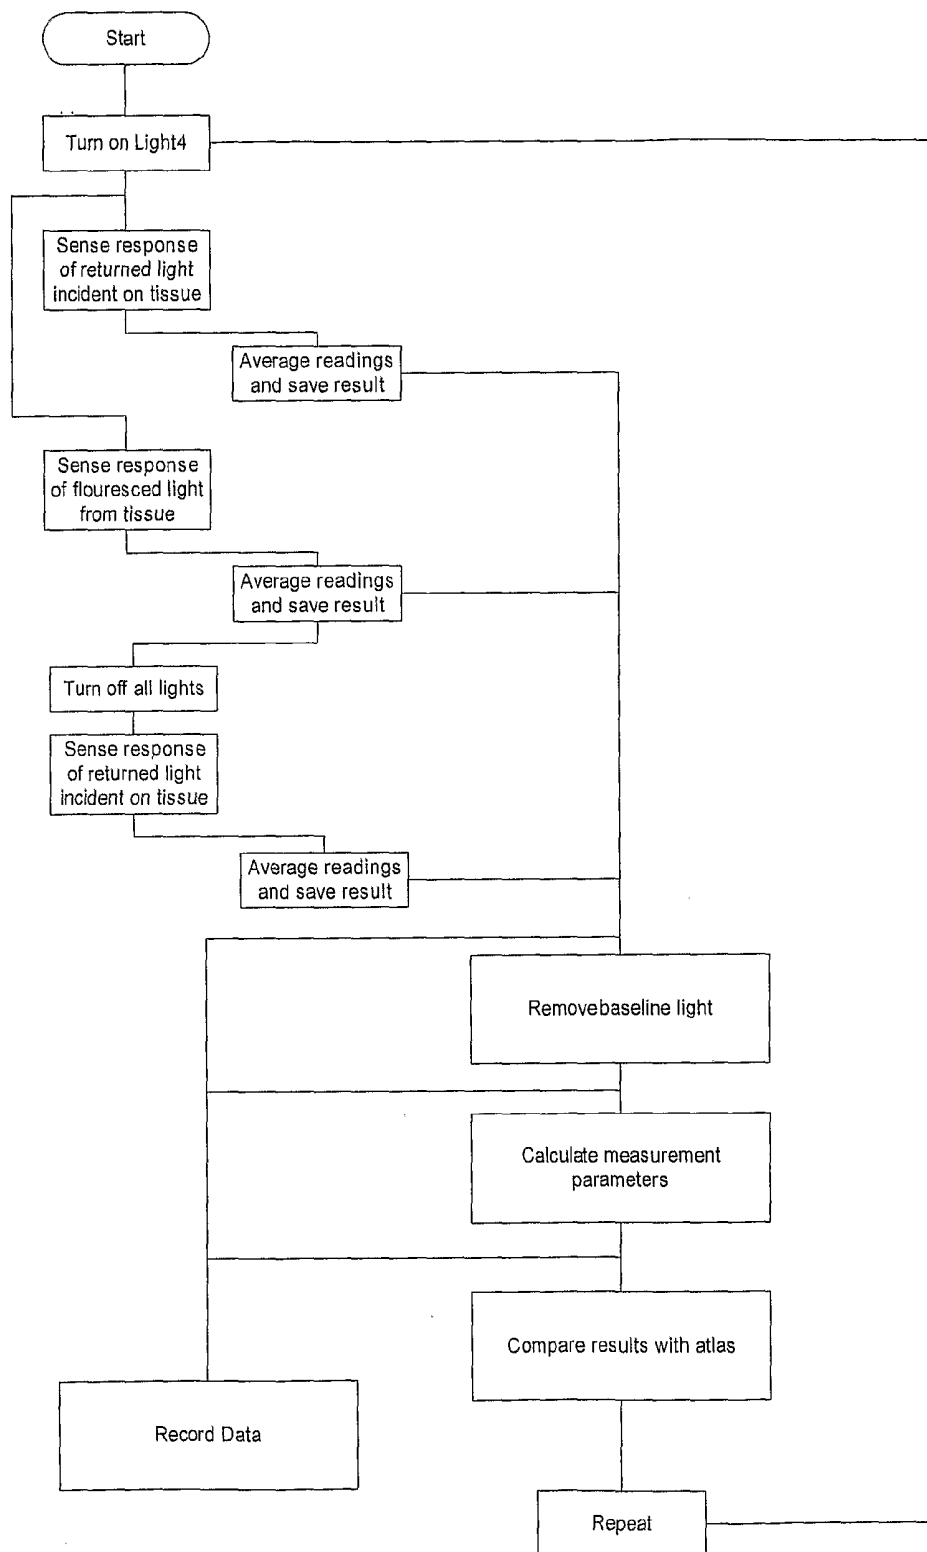 Start
Turn on Light4
Sense response
of returned light
incident on tissue
Average readings
and save result
Sense response
of flouresced light
from tissue
Average readings
and save result
Turn off all lights
Sense response
of returned light
incident on tissue
Average readings
and save result
Removebaseline light
Calculate measurement
parameters
Compare results with atlas
Record Data
Repeat